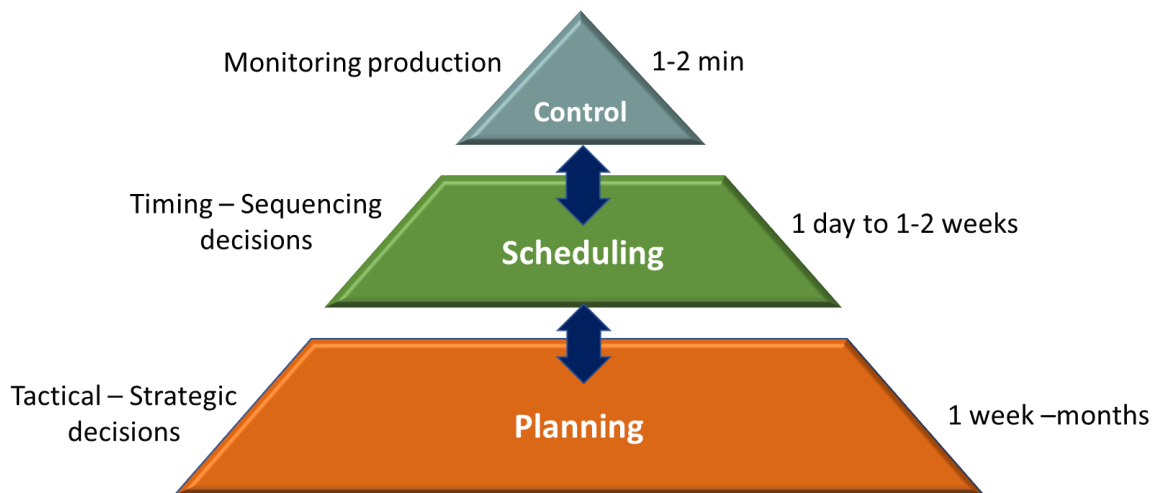 Monitoring production
1-2 min
Control
Timing – Sequencing
decisions
1 day to 1-2 weeks
Scheduling
Tactical – Strategic
decisions
1 week –months
Planning